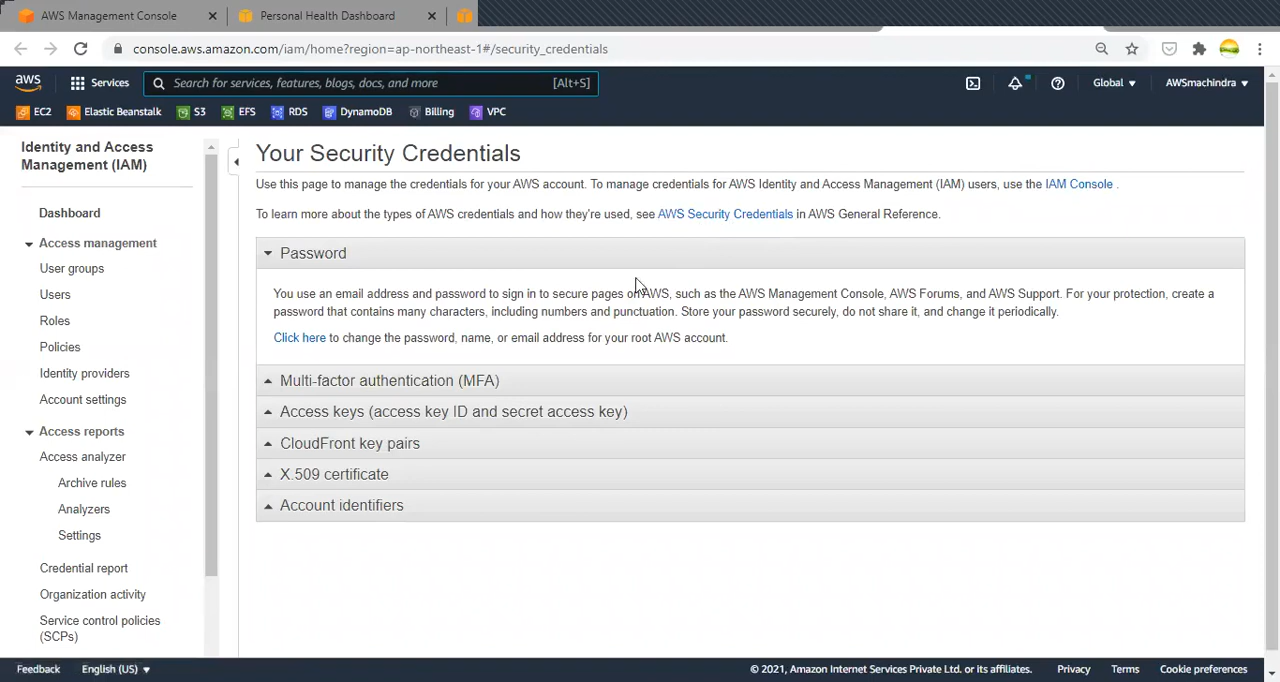 AWS Management Console
Personal Health Dashboard
console.aws.amazon.com/iam/home?region=ap-northeast-1#/security_credentials
aws Services Search for services, features, blogs, docs, and more [Alt+S] Global AWSmachindra
EC2 Elastic Beanstalk S3 EFS RDS DynamoDB Billing VPC
Identity and Access
Management (IAM)
Dashboard
Access management
User groups
Users
Roles
Policies
Identity providers
Account settings
Access reports
Access analyzer
Archive rules
Analyzers
Settings
Credential report
Organization activity
Service control policies
(SCPs)
Your Security Credentials
Use this page to manage the credentials for your AWS account. To manage credentials for AWS Identity and Access Management (IAM) users, use the IAM Console .
To learn more about the types of AWS credentials and how they're used, see AWS Security Credentials in AWS General Reference.
Password
You use an email address and password to sign in to secure pages on AWS, such as the AWS Management Console, AWS Forums, and AWS Support. For your protection, create a
password that contains many characters, including numbers and punctuation. Store your password securely, do not share it, and change it periodically.
Click here to change the password, name, or email address for your root AWS account.
Multi-factor authentication (MFA)
Access keys (access key ID and secret access key)
CloudFront key pairs
X.509 certificate
Account identifiers
Feedback English (US) © 2021, Amazon Internet Services Private Ltd. or its affiliates. Privacy Terms Cookie preferences